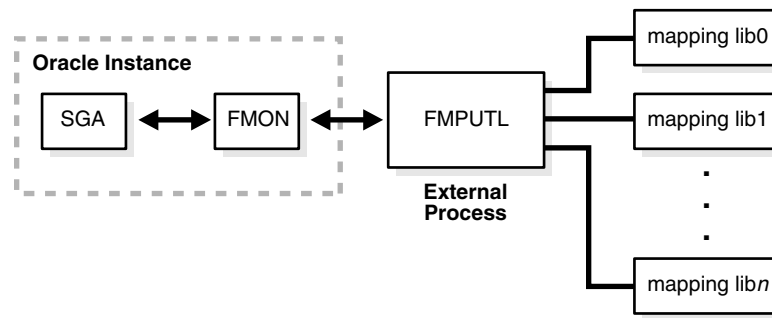 Oracle Instance
SGA
FMON
FMPUTL
External
Process
mapping lib0
mapping lib1
.
.
.
mapping libn